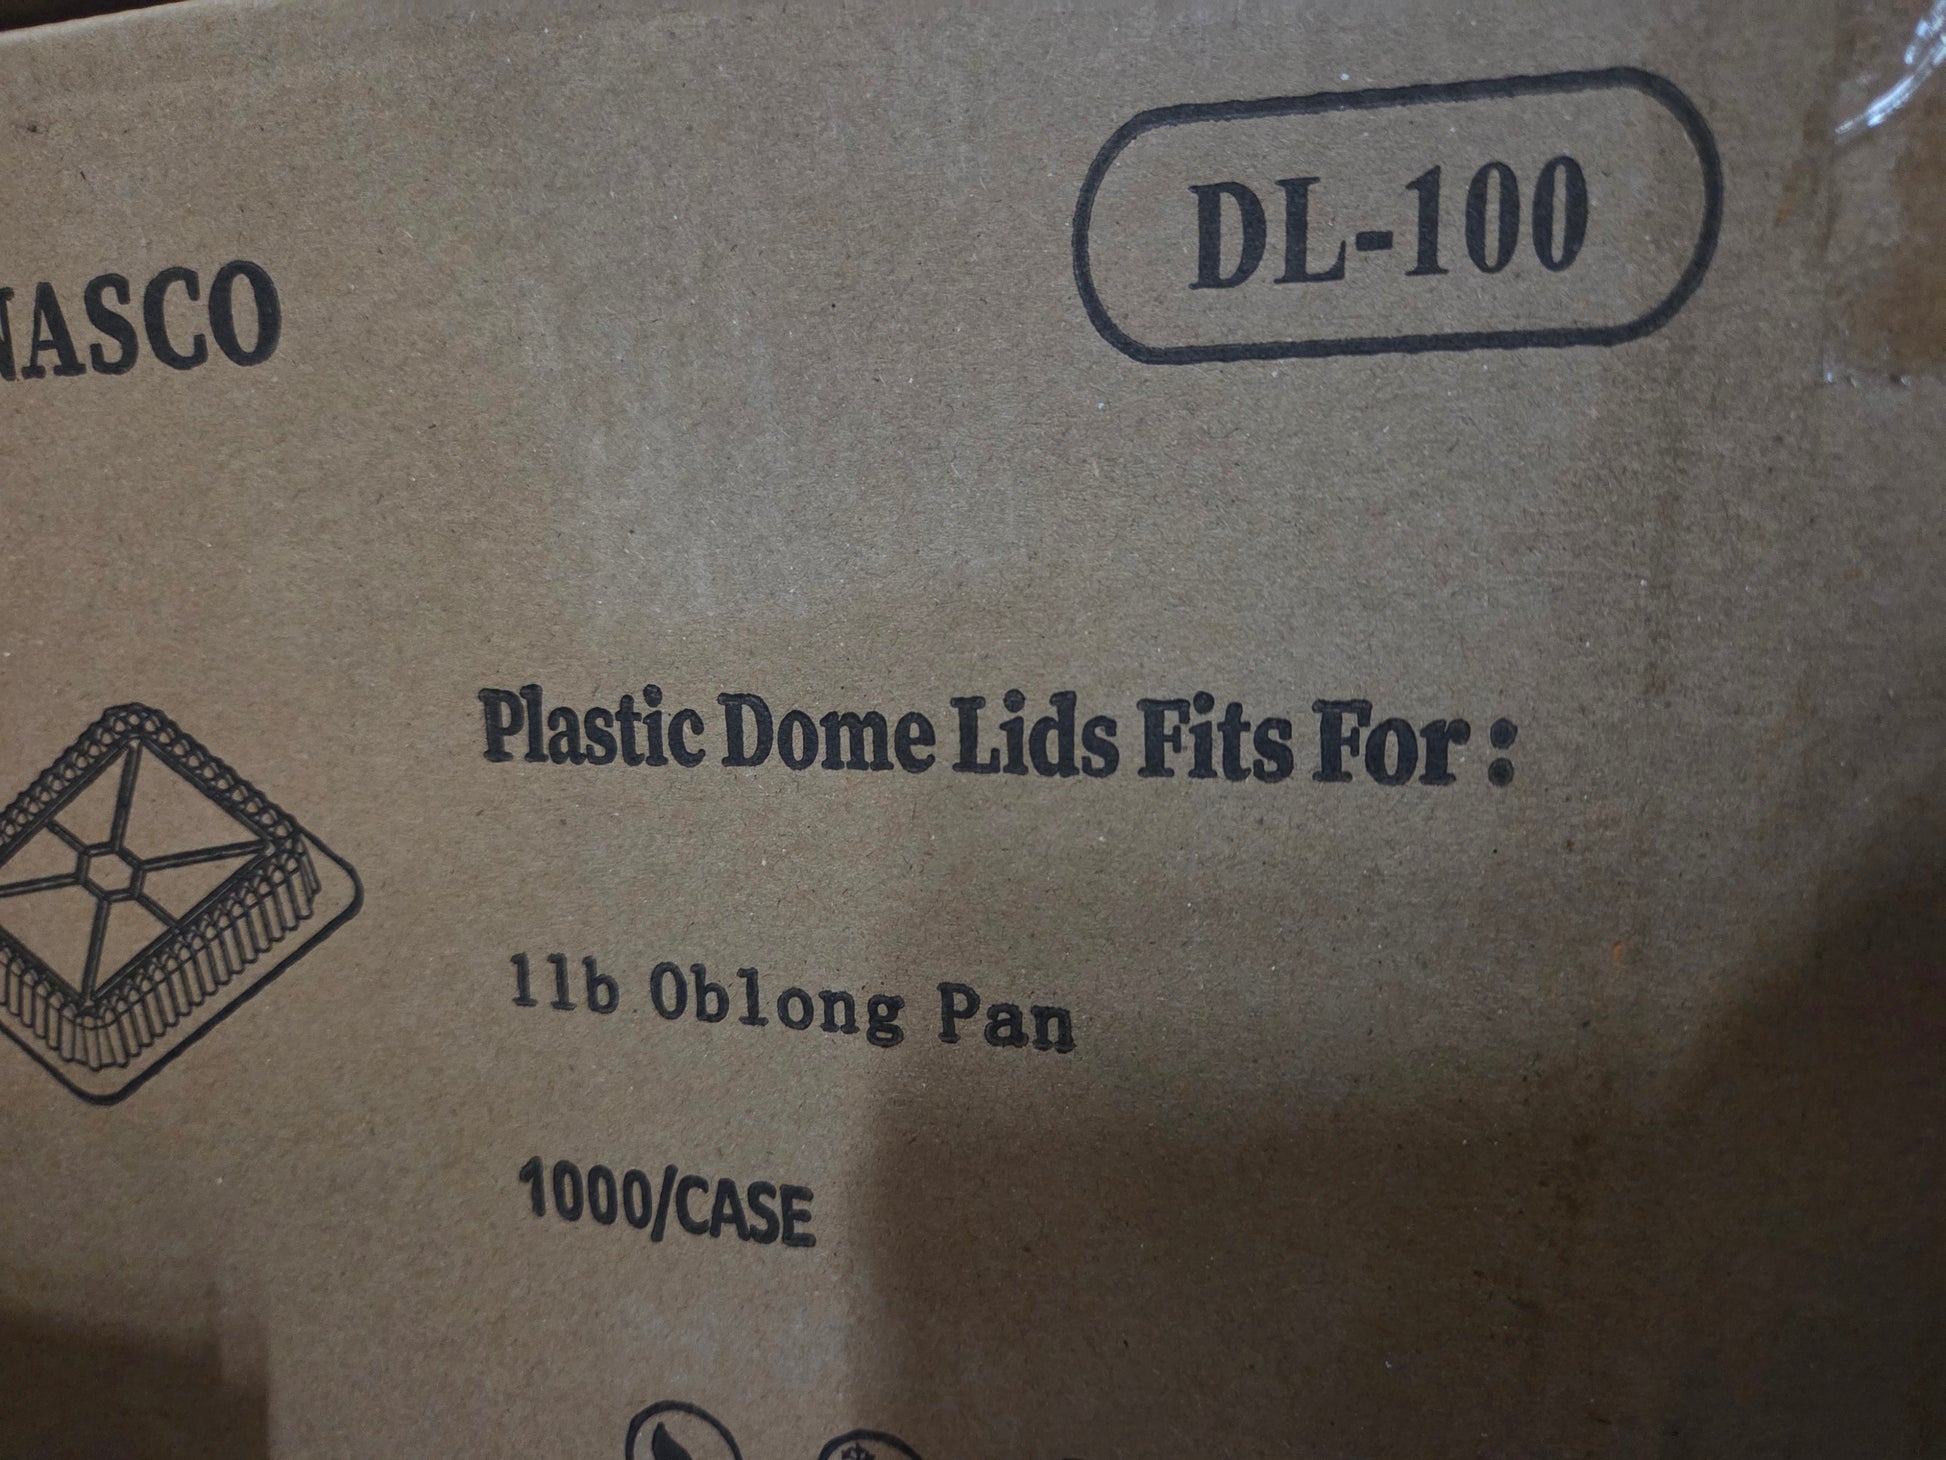 DL-100
NASCO
Plastic Dome Lids Fits For :
1lb Oblong Pan
1000/CASE